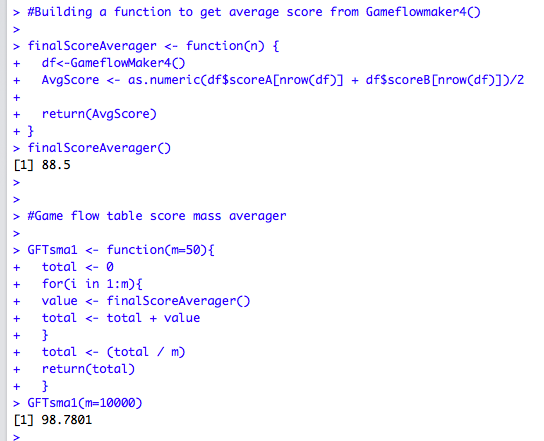 > #Building a function to get average score from Gameflowmaker4()
>
> finalScoreAverager <- function(n) {
+   df<-GameflowMaker4()
+   AvgScore <- as.numeric(df$scoreA[nrow(df)] + df$scoreB[nrow(df)])/2
+
+   return(AvgScore)
+ }
> finalScoreAverager()
[1] 88.5
>
>
> #Game flow table score mass averager
>
> GFTsma1 <- function(m=50){
+   total <- 0
+   for(i in 1:m){
+   value <- finalScoreAverager()
+   total <- total + value
+   }
+   total <- (total / m)
+   return(total)
+   }
> GFTsma1(m=10000)
[1] 98.7801
>